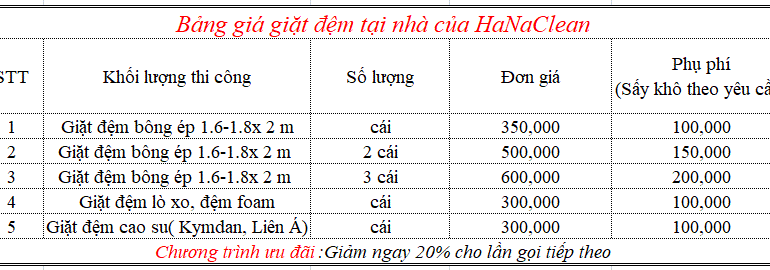 Bảng giá giặt đệm tại nhà của HaNaClean
STT Khối lượng thi công Số lượng Đơn giá Phụ phí
(Sấy khô theo yêu cầ
1 Giặt đệm bông ép 1.6-1.8x 2 m cái 350,000 100,000
2 Giặt đệm bông ép 1.6-1.8x 2 m 2 cái 500,000 150,000
3 Giặt đệm bông ép 1.6-1.8x 2 m 3 cái 600,000 200,000
4 Giặt đệm lò xo, đệm foam cái 300,000 100,000
5 Giặt đệm cao su( Kymdan, Liên Á) cái 300,000 100,000
Chương trình ưu đãi :Giảm ngay 20% cho lần gọi tiếp theo